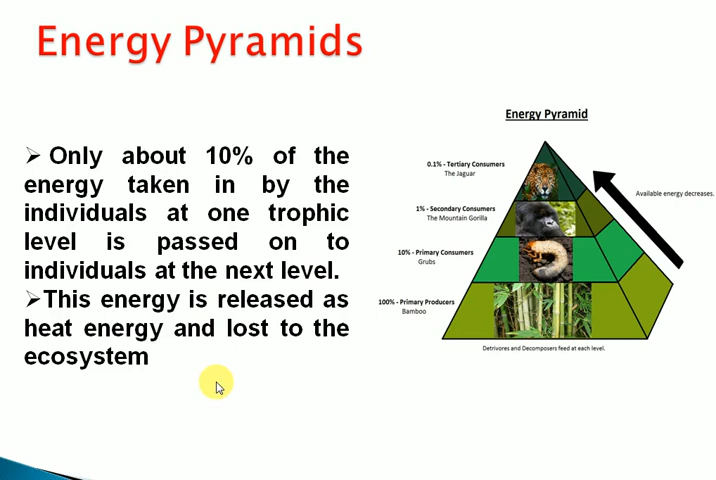 Energy Pyramids
➢ Only about 10% of the
energy taken in by the
individuals at one trophic
level is passed on to
individuals at the next level.
➢This energy is released as
heat energy and lost to the
ecosystem
Energy Pyramid
0.1% - Tertiary Consumers
The Jaguar
Available energy decreases.
1% - Secondary Consumers
The Mountain Gorilla
10% - Primary Consumers
Grubs
100% - Primary Producers
Bamboo
Detrivores and Decomposers feed at each level.